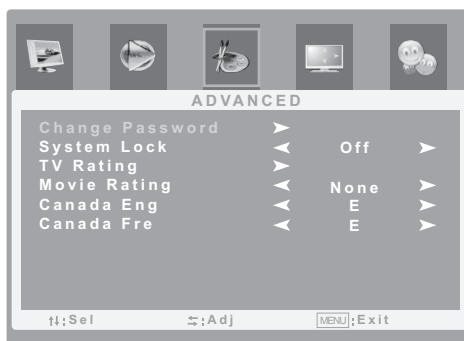 ADVANCED
Change Password
System Lock Off
TV Rating
Movie Rating None
Canada Eng E
Canada Fre E
Sel Adj MENU Exit